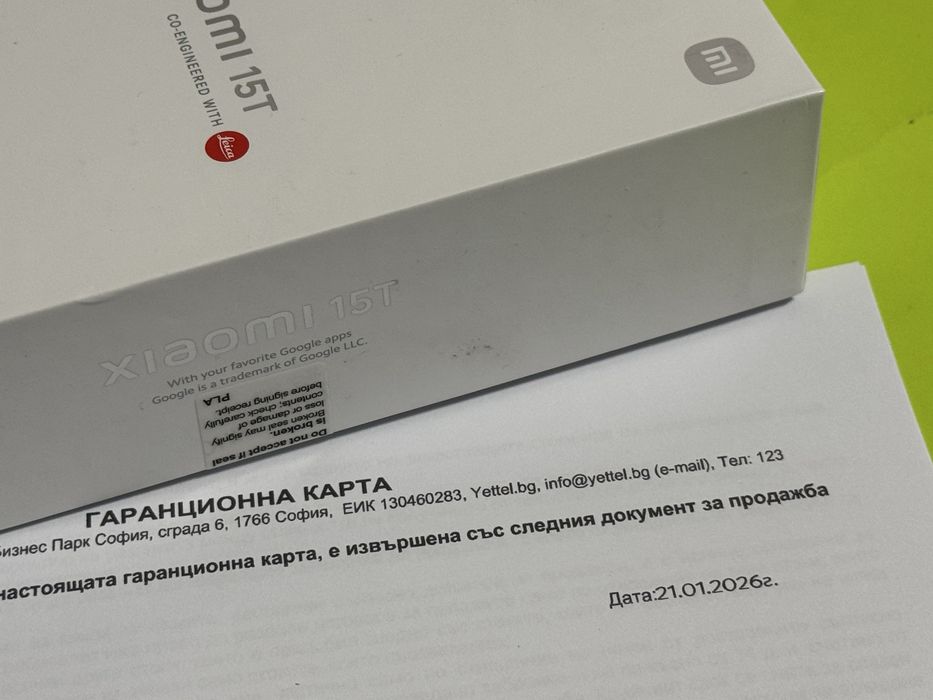 omi 15T
CO-ENGINEERED WITH
Leica
mi
xiaomi 15T
With your favorite Google apps
Google is a trademark of Google LLC.
Do not accept if seal
is broken.
Broken seal may signify
loss or damage of
contents; check carefully
before signing receipt.
PLA
ГАРАНЦИОННА КАРТА
Бизнес Парк София, сграда 6, 1766 София, ЕИК 130460283, Yettel.bg, info@yettel.bg (e-mail), Тел: 123
настоящата гаранционна карта, е извършена със следния документ за продажба
Дата:21.01.2026г.